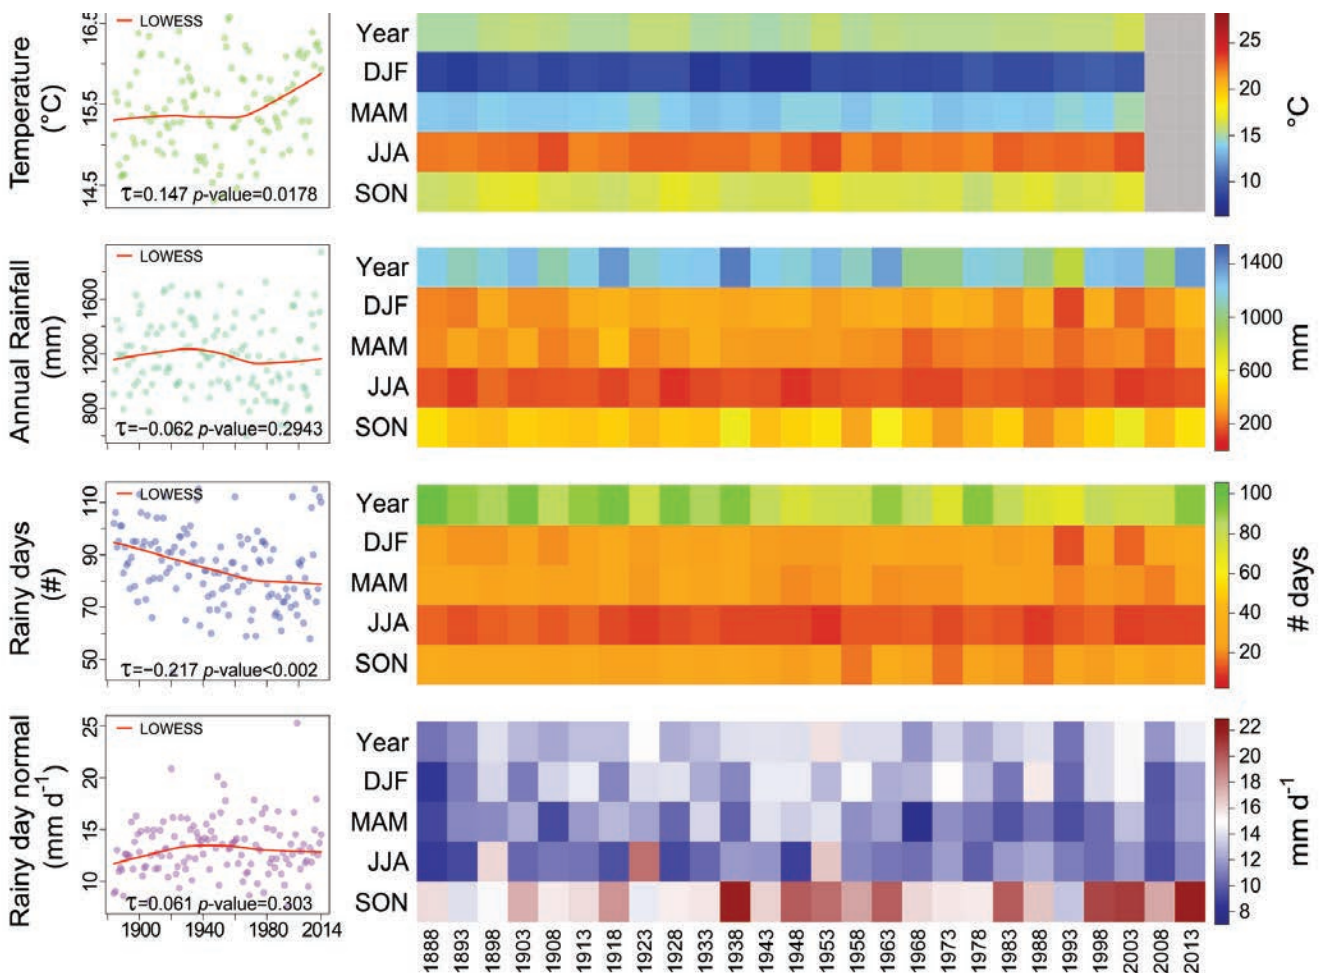 Temperature
(°C)
16.5
15.5
14.5
LOWESS
τ=0.147 p-value=0.0178
Year
DJF
MAM
JJA
SON
25
20
15
10
°C
Annual Rainfall
(mm)
1600
1200
800
LOWESS
τ=−0.062 p-value=0.2943
Year
DJF
MAM
JJA
SON
1400
1000
600
200
mm
Rainy days
(#)
110
90
70
50
LOWESS
τ=−0.217 p-value<0.002
Year
DJF
MAM
JJA
SON
100
80
60
40
20
# days
Rainy day normal
(mm d⁻¹)
25
20
15
10
LOWESS
τ=0.061 p-value=0.303
1900 1940 1980 2014
Year
DJF
MAM
JJA
SON
22
20
18
16
14
12
10
8
mm d⁻¹
1888 1893 1898 1903 1908 1913 1918 1923 1928 1933 1938 1943 1948 1953 1958 1963 1968 1973 1978 1983 1988 1993 1998 2003 2008 2013